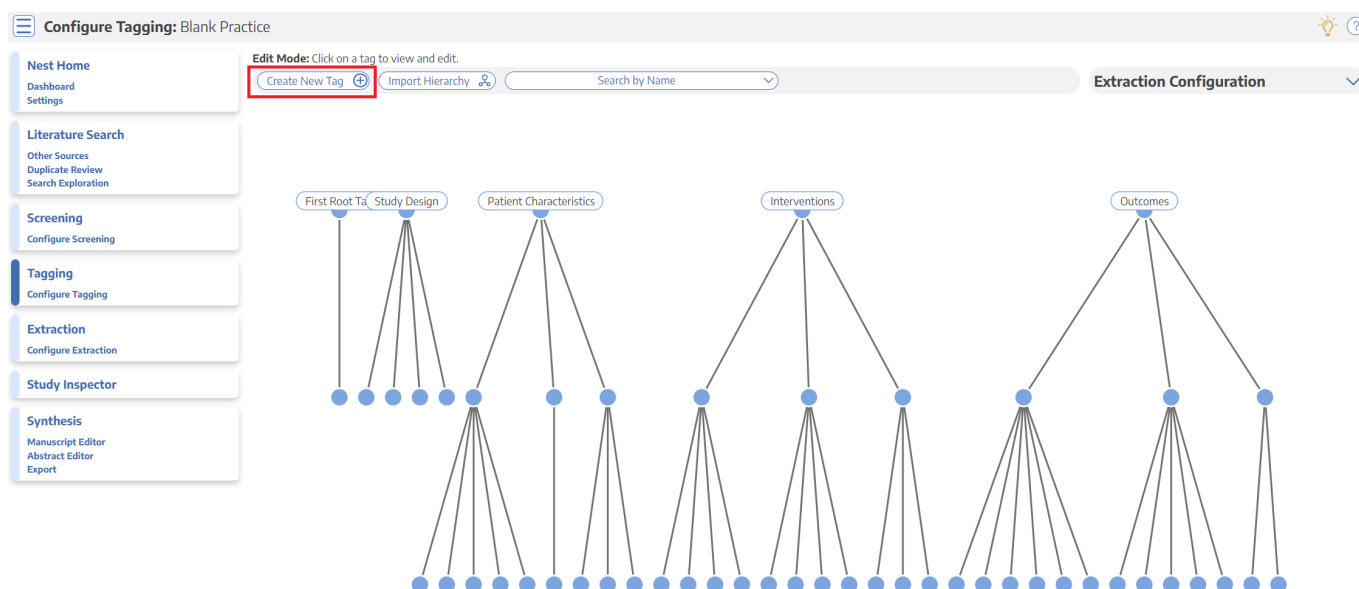 Configure Tagging: Blank Practice
?
Nest Home
Dashboard
Settings
Literature Search
Other Sources
Duplicate Review
Search Exploration
Screening
Configure Screening
Tagging
Configure Tagging
Extraction
Configure Extraction
Study Inspector
Synthesis
Manuscript Editor
Abstract Editor
Export
Edit Mode: Click on a tag to view and edit.
Create New Tag
Import Hierarchy
Search by Name
Extraction Configuration
First Root Ta
Study Design
Patient Characteristics
Interventions
Outcomes